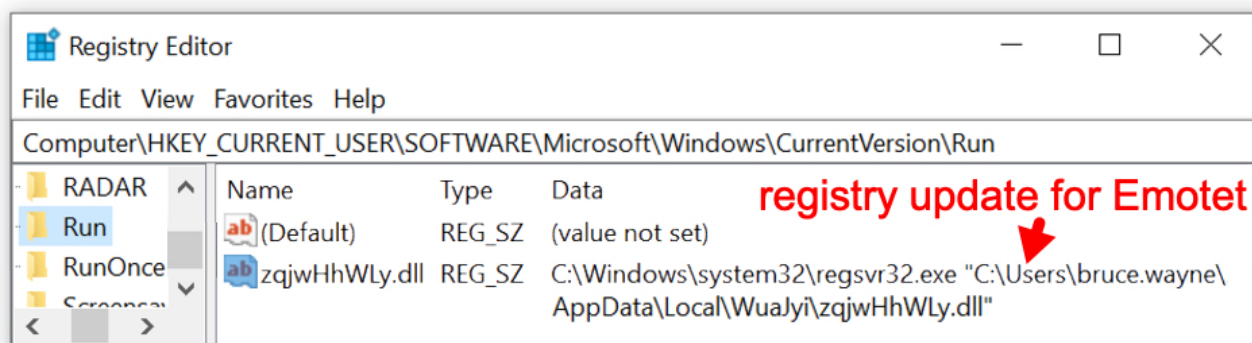 Registry Editor
File Edit View Favorites Help
Computer\HKEY_CURRENT_USER\SOFTWARE\Microsoft\Windows\CurrentVersion\Run
RADAR
Run
RunOnce
Name Type Data
registry update for Emotet
ab (Default) REG_SZ (value not set)
ab zqjwHhWLy.dll REG_SZ C:\Windows\system32\regsvr32.exe "C:\Users\bruce.wayne\
AppData\Local\WuaJyi\zqjwHhWLy.dll"